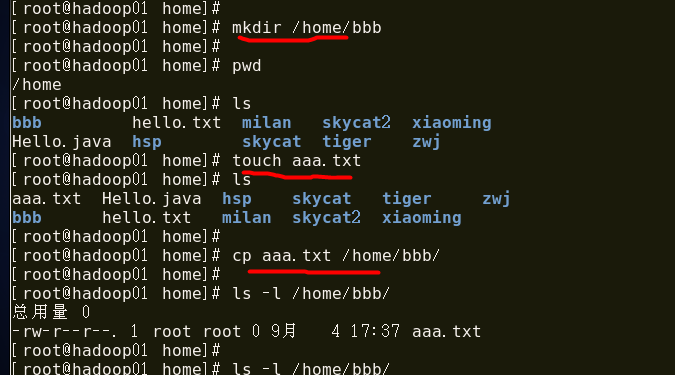 [root@hadoop01 home]#
[root@hadoop01 home]# mkdir /home/bbb
[root@hadoop01 home]#
[root@hadoop01 home]# pwd
/home
[root@hadoop01 home]# ls
bbb         hello.txt  milan   skycat2  xiaoming
Hello.java  hsp        skycat  tiger    zwj
[root@hadoop01 home]# touch aaa.txt
[root@hadoop01 home]# ls
aaa.txt  Hello.java  hsp    skycat   tiger     zwj
bbb      hello.txt   milan  skycat2  xiaoming
[root@hadoop01 home]#
[root@hadoop01 home]# cp aaa.txt /home/bbb/
[root@hadoop01 home]#
[root@hadoop01 home]# ls -l /home/bbb/
总用量 0
-rw-r--r--. 1 root root 0 9月   4 17:37 aaa.txt
[root@hadoop01 home]#
[root@hadoop01 home]# ls -l /home/bbb/